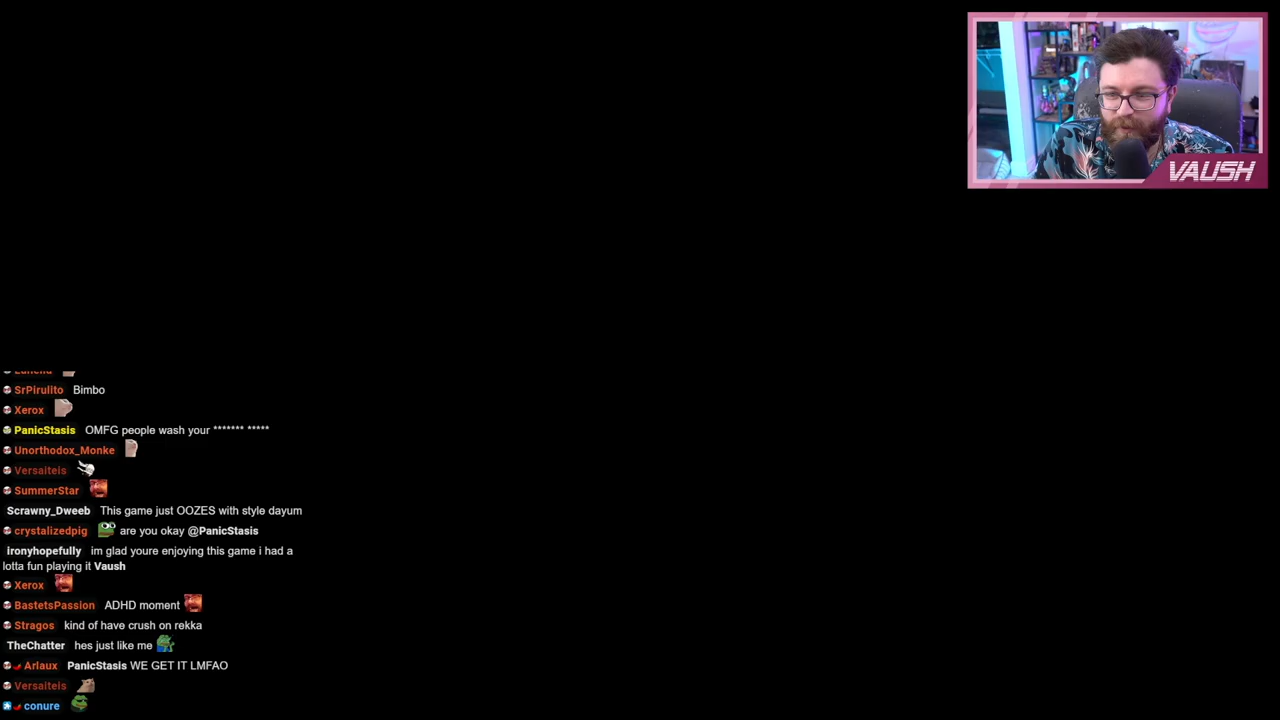 VAUSH
SrPirulito Bimbo
Xerox
PanicStasis OMFG people wash your ******* *****
Unorthodox_Monke
Versaiteis
SummerStar
Scrawny_Dweeb This game just OOZES with style dayum
crystalizedpig are you okay @PanicStasis
ironyhopefully im glad youre enjoying this game i had a
lotta fun playing it Vaush
Xerox
BastetsPassion ADHD moment
Stragos kind of have crush on rekka
TheChatter hes just like me
Arlaux PanicStasis WE GET IT LMFAO
Versaiteis
conure